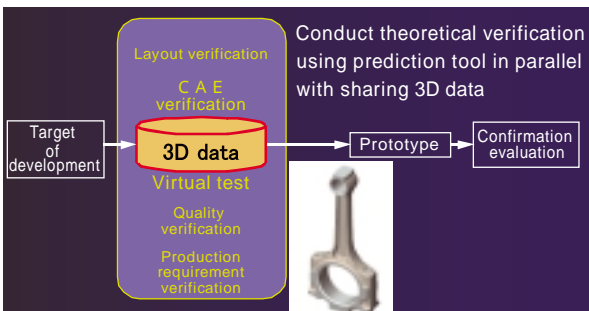 Conduct theoretical verification
using prediction tool in parallel
with sharing 3D data
Layout verification
C A E
verification
Target
of
development
3D data
Prototype
Confirmation
evaluation
Virtual test
Quality
verification
Production
requirement
verification